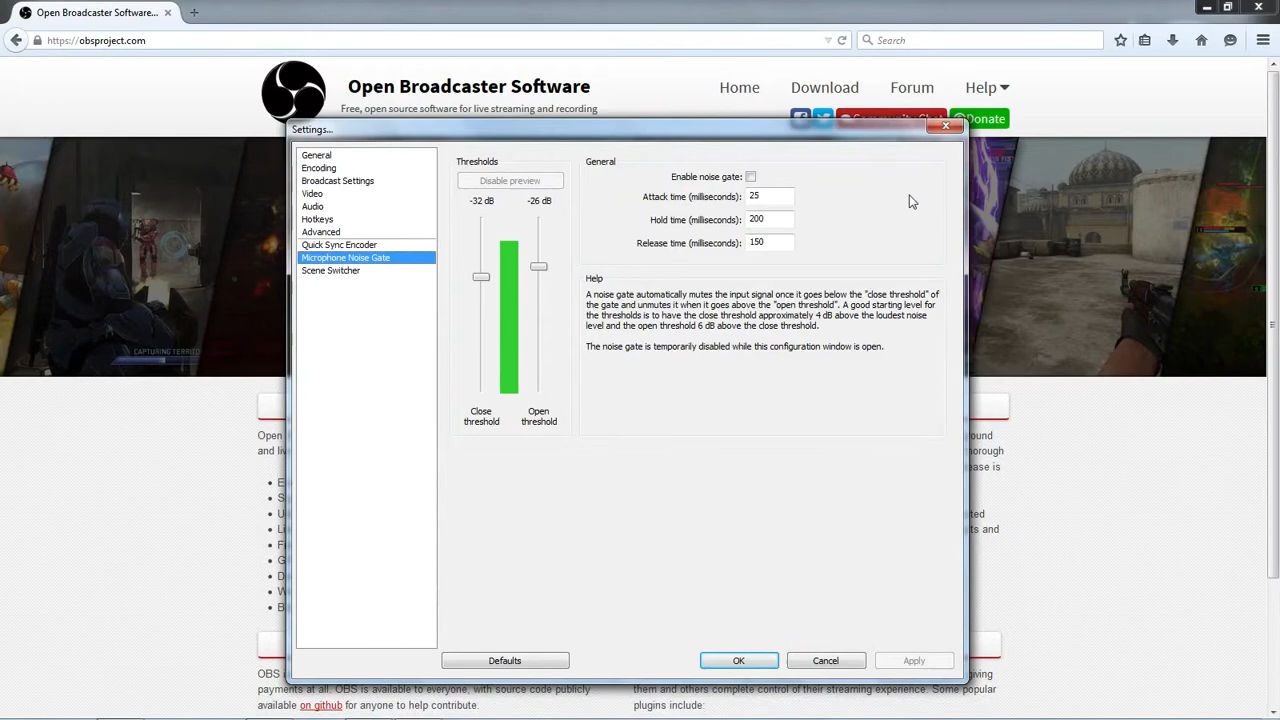 Open Broadcaster Software...
https://obsproject.com
Search
Open Broadcaster Software
Free, open source software for live streaming and recording
Home
Download
Forum
Help
Donate
Settings...
General
Encoding
Broadcast Settings
Video
Audio
Hotkeys
Advanced
Quick Sync Encoder
Microphone Noise Gate
Scene Switcher
Thresholds
Disable preview
-32 dB
-26 dB
Close threshold
Open threshold
General
Enable noise gate:
Attack time (milliseconds): 25
Hold time (milliseconds): 200
Release time (milliseconds): 150
Help
A noise gate automatically mutes the input signal once it goes below the "close threshold" of
the gate and unmutes it when it goes above the "open threshold". A good starting level for
the thresholds is to have the close threshold approximately 4 dB above the loudest noise
level and the open threshold 6 dB above the close threshold.
The noise gate is temporarily disabled while this configuration window is open.
Defaults
OK
Cancel
Apply
CAPTURING TERRITO
Open
and liv
payments at all. OBS is available to everyone, with source code publicly
available on github for anyone to help contribute.
them and others complete control of their streaming experience. Some popular
plugins include: